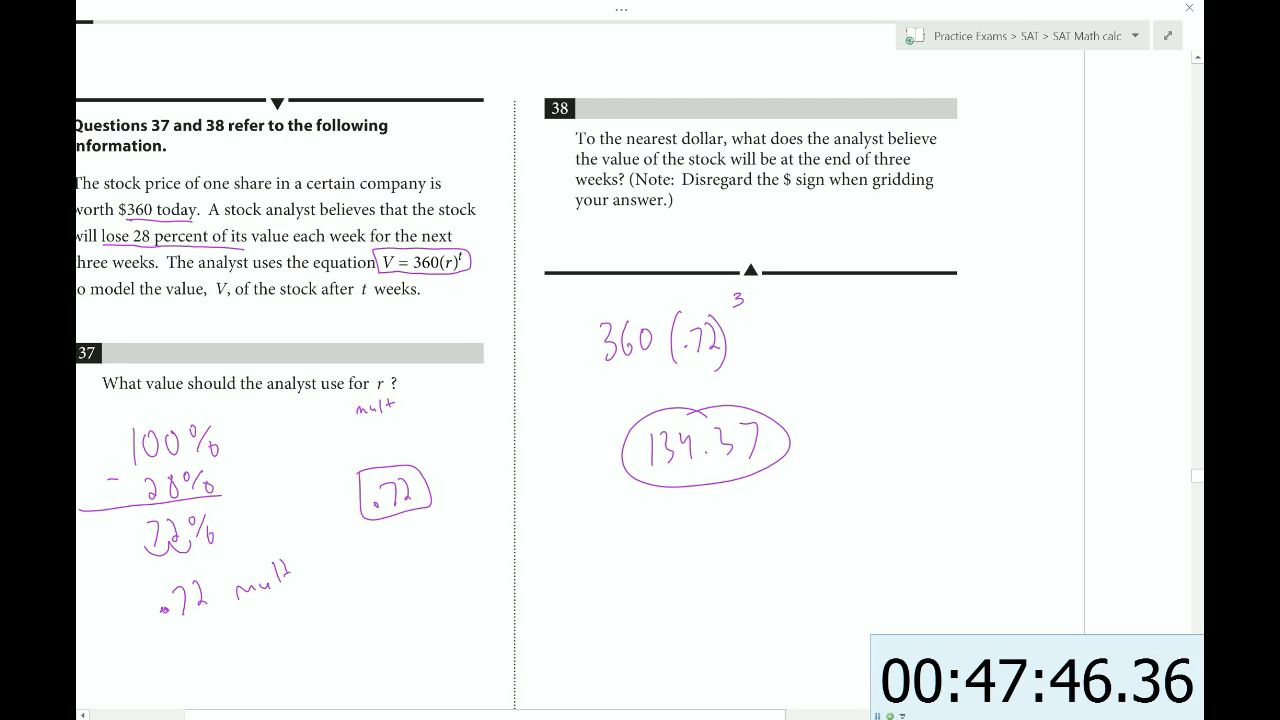 ...
Practice Exams > SAT > SAT Math calc
Questions 37 and 38 refer to the following
nformation.
The stock price of one share in a certain company is
worth $360 today. A stock analyst believes that the stock
will lose 28 percent of its value each week for the next
hree weeks. The analyst uses the equation V = 360(r)^t
o model the value, V, of the stock after t weeks.
37
What value should the analyst use for r ?
mult
100%
- 28%
72%
.72 mult
.72
38
To the nearest dollar, what does the analyst believe
the value of the stock will be at the end of three
weeks? (Note: Disregard the $ sign when gridding
your answer.)
360 (.72)^3
134.37
00:47:46.36